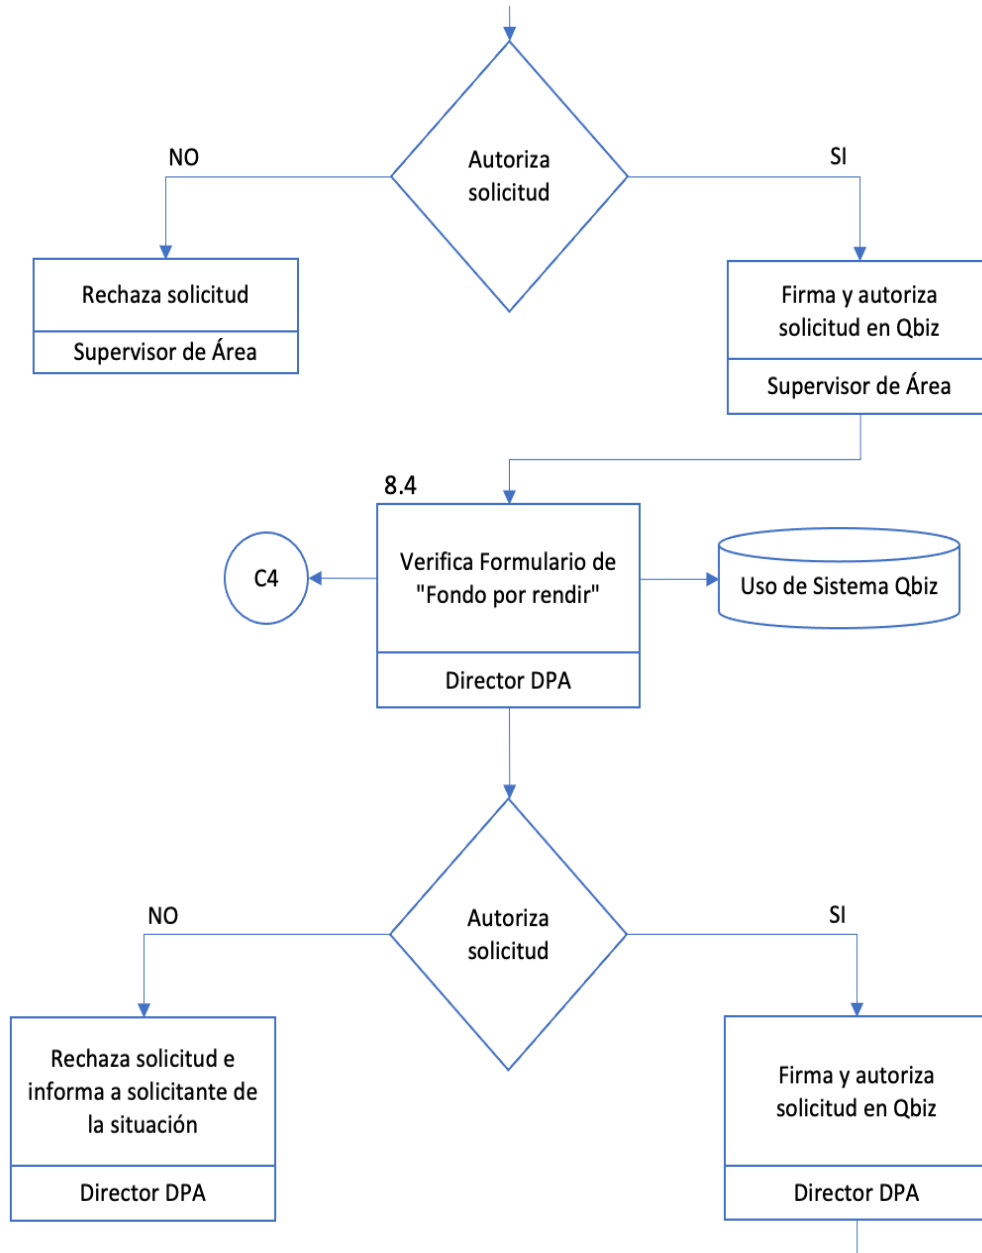 Autoriza
solicitud
NO
SI
Rechaza solicitud
Supervisor de Área
Firma y autoriza
solicitud en Qbiz
Supervisor de Área
8.4
Verifica Formulario de
"Fondo por rendir"
Director DPA
C4
Uso de Sistema Qbiz
Autoriza
solicitud
NO
SI
Rechaza solicitud e
informa a solicitante de
la situación
Director DPA
Firma y autoriza
solicitud en Qbiz
Director DPA